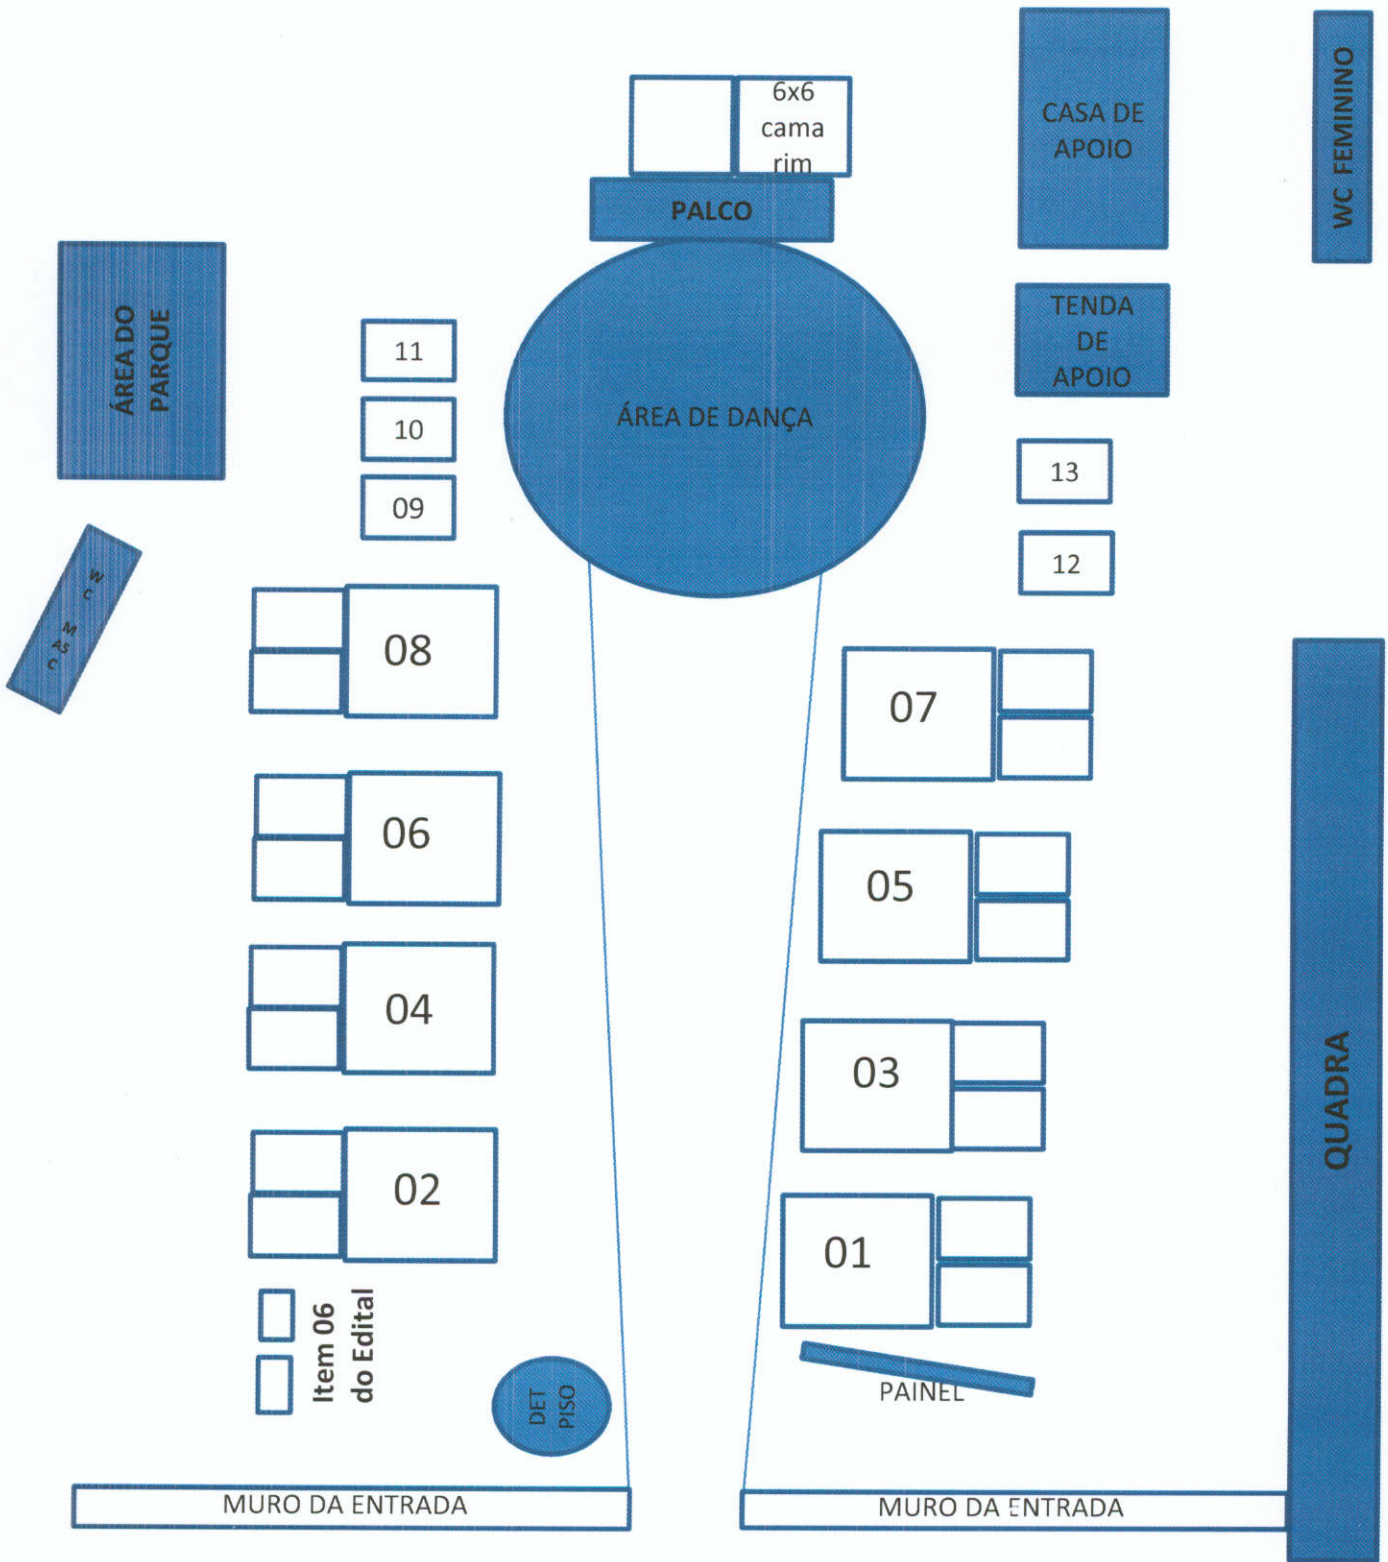 6x6
cama
rim
CASA DE
APOIO
WC FEMININO
PALCO
ÁREA DO
PARQUE
TENDA
DE
APOIO
11
10
09
ÁREA DE DANÇA
13
12
W
C
M
AS
C
08
07
06
05
04
03
QUADRA
02
01
Item 06
do Edital
DET
PISO
PAINEL
MURO DA ENTRADA
MURO DA ENTRADA